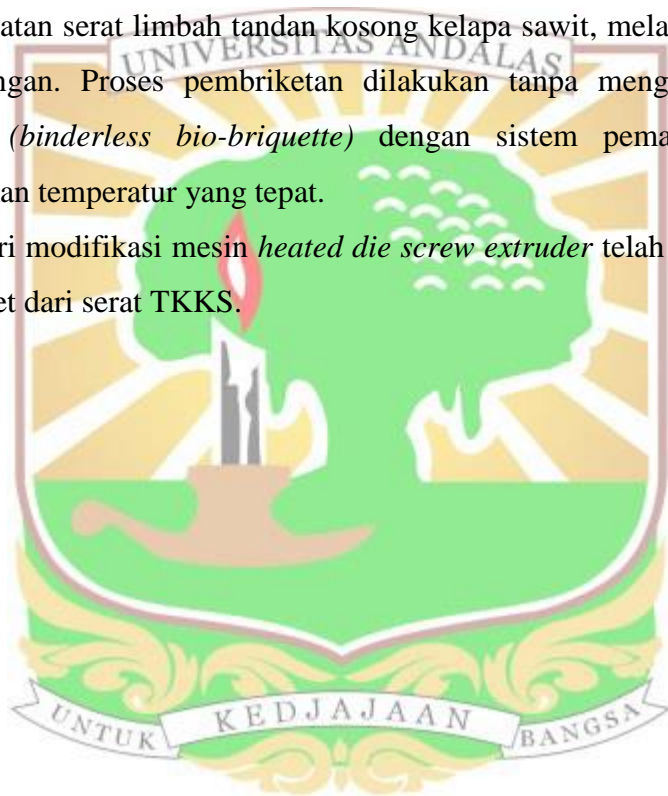 atan serat limbah tandan kosong kelapa sawit, mela
UNIVERSITAS ANDALAS
ngan. Proses pembriketan dilakukan tanpa meng
(binderless bio-briquette) dengan sistem pema
an temperatur yang tepat.
ri modifikasi mesin heated die screw extruder telah
et dari serat TKKS.
UNTUK KEDJAJAAN BANGSA